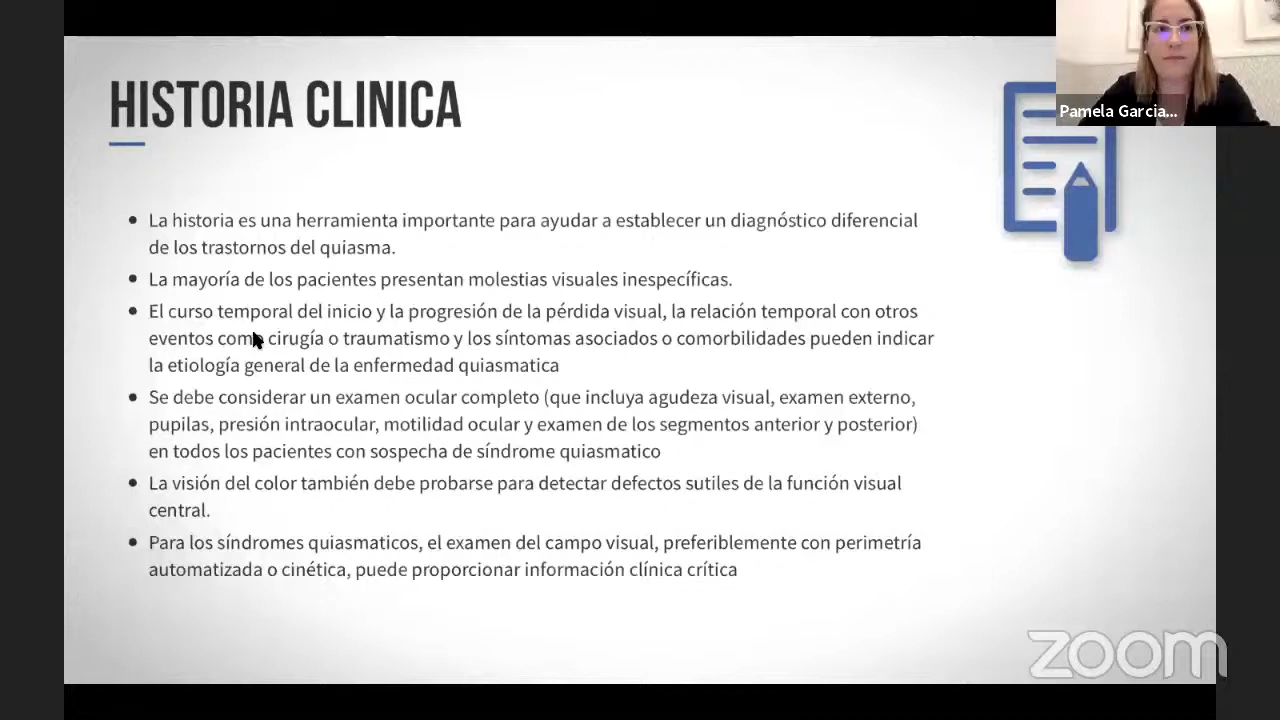 HISTORIA CLINICA
Pamela Garcia...
La historia es una herramienta importante para ayudar a establecer un diagnóstico diferencial
de los trastornos del quiasma.
La mayoría de los pacientes presentan molestias visuales inespecíficas.
El curso temporal del inicio y la progresión de la pérdida visual, la relación temporal con otros
eventos como cirugía o traumatismo y los síntomas asociados o comorbilidades pueden indicar
la etiología general de la enfermedad quiasmatica
Se debe considerar un examen ocular completo (que incluya agudeza visual, examen externo,
pupilas, presión intraocular, motilidad ocular y examen de los segmentos anterior y posterior)
en todos los pacientes con sospecha de síndrome quiasmatico
La visión del color también debe probarse para detectar defectos sutiles de la función visual
central.
Para los síndromes quiasmaticos, el examen del campo visual, preferiblemente con perimetría
automatizada o cinética, puede proporcionar información clínica crítica
zoom